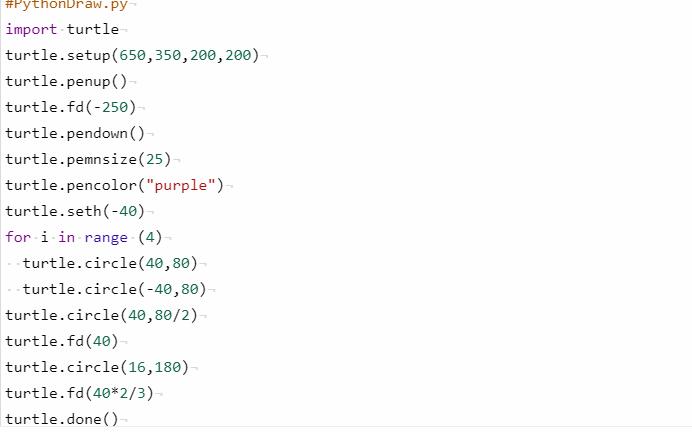 #PythonDraw.py
import turtle
turtle.setup(650,350,200,200)
turtle.penup()
turtle.fd(-250)
turtle.pendown()
turtle.pemnsize(25)
turtle.pencolor("purple")
turtle.seth(-40)
for i in range (4)
  turtle.circle(40,80)
  turtle.circle(-40,80)
turtle.circle(40,80/2)
turtle.fd(40)
turtle.circle(16,180)
turtle.fd(40*2/3)
turtle.done()